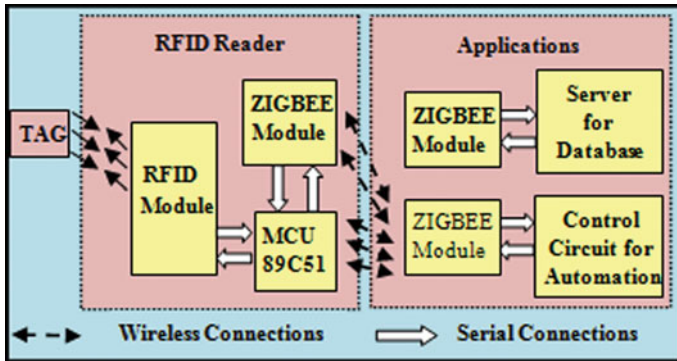 RFID Reader
Applications
TAG
RFID
Module
ZIGBEE
Module
MCU
89C51
ZIGBEE
Module
Server
for
Database
ZIGBEE
Module
Control
Circuit for
Automation
Wireless Connections
Serial Connections